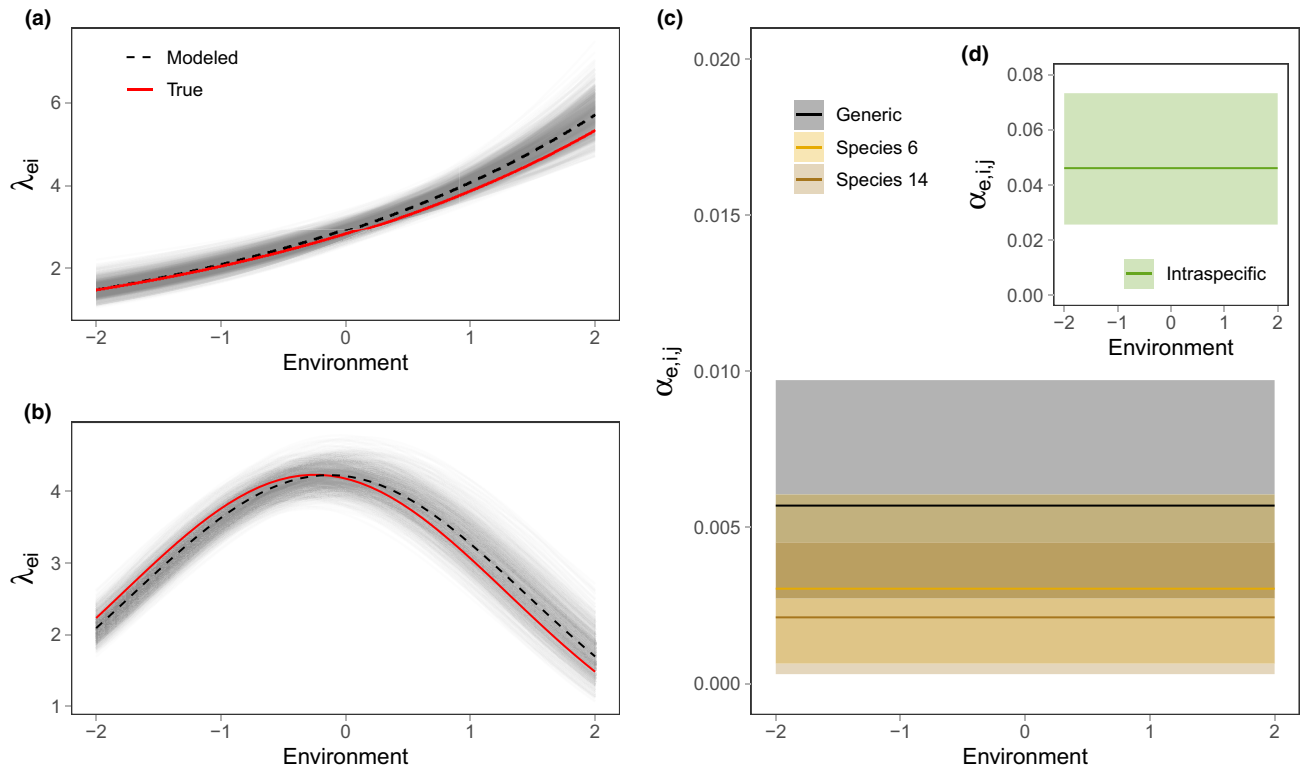 (a)
Modeled
True
6
4
2
λei
−2
−1
0
1
2
Environment
(b)
4
3
2
1
λei
−2
−1
0
1
2
Environment
(c)
0.020
0.015
0.010
0.005
0.000
αe,i,j
Generic
Species 6
Species 14
−2
−1
0
1
2
Environment
(d)
0.08
0.06
0.04
0.02
0.00
αe,i,j
Intraspecific
−2
−1
0
1
2
Environment